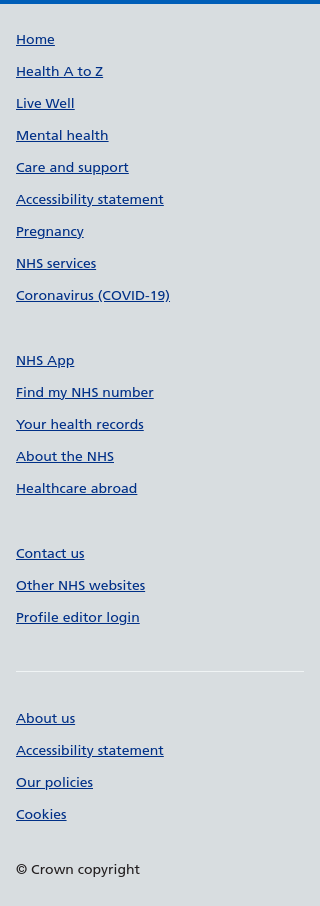 Home
Health A to Z
Live Well
Mental health
Care and support
Accessibility statement
Pregnancy
NHS services
Coronavirus (COVID-19)
NHS App
Find my NHS number
Your health records
About the NHS
Healthcare abroad
Contact us
Other NHS websites
Profile editor login
About us
Accessibility statement
Our policies
Cookies
© Crown copyright